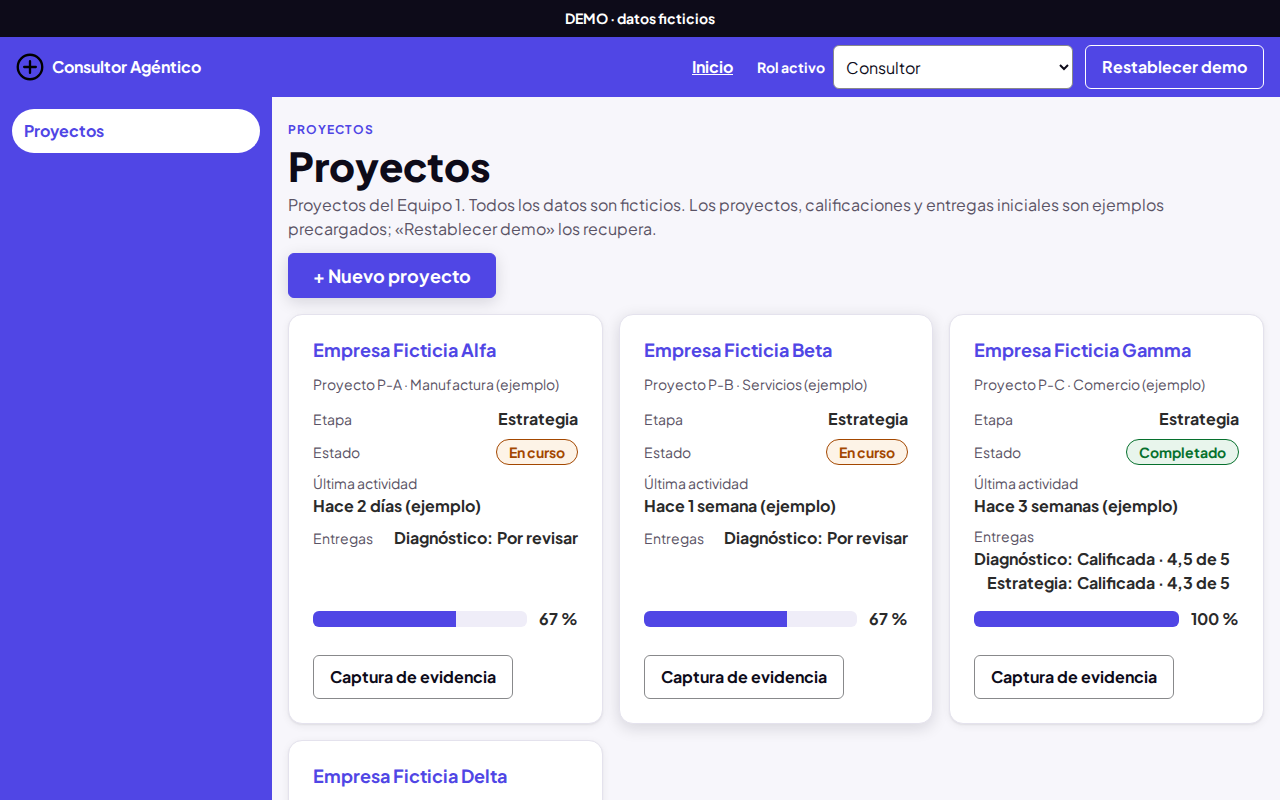 DEMO · datos ficticios
Consultor Agéntico
Inicio
Rol activo
Consultor
Restablecer demo
Proyectos
PROYECTOS
Proyectos
Proyectos del Equipo 1. Todos los datos son ficticios. Los proyectos, calificaciones y entregas iniciales son ejemplos
precargados; «Restablecer demo» los recupera.
+ Nuevo proyecto
Empresa Ficticia Alfa
Proyecto P-A · Manufactura (ejemplo)
Etapa Estrategia
Estado En curso
Última actividad
Hace 2 días (ejemplo)
Entregas Diagnóstico: Por revisar
67 %
Captura de evidencia
Empresa Ficticia Beta
Proyecto P-B · Servicios (ejemplo)
Etapa Estrategia
Estado En curso
Última actividad
Hace 1 semana (ejemplo)
Entregas Diagnóstico: Por revisar
67 %
Captura de evidencia
Empresa Ficticia Gamma
Proyecto P-C · Comercio (ejemplo)
Etapa Estrategia
Estado Completado
Última actividad
Hace 3 semanas (ejemplo)
Entregas
Diagnóstico: Calificada · 4,5 de 5
Estrategia: Calificada · 4,3 de 5
100 %
Captura de evidencia
Empresa Ficticia Delta